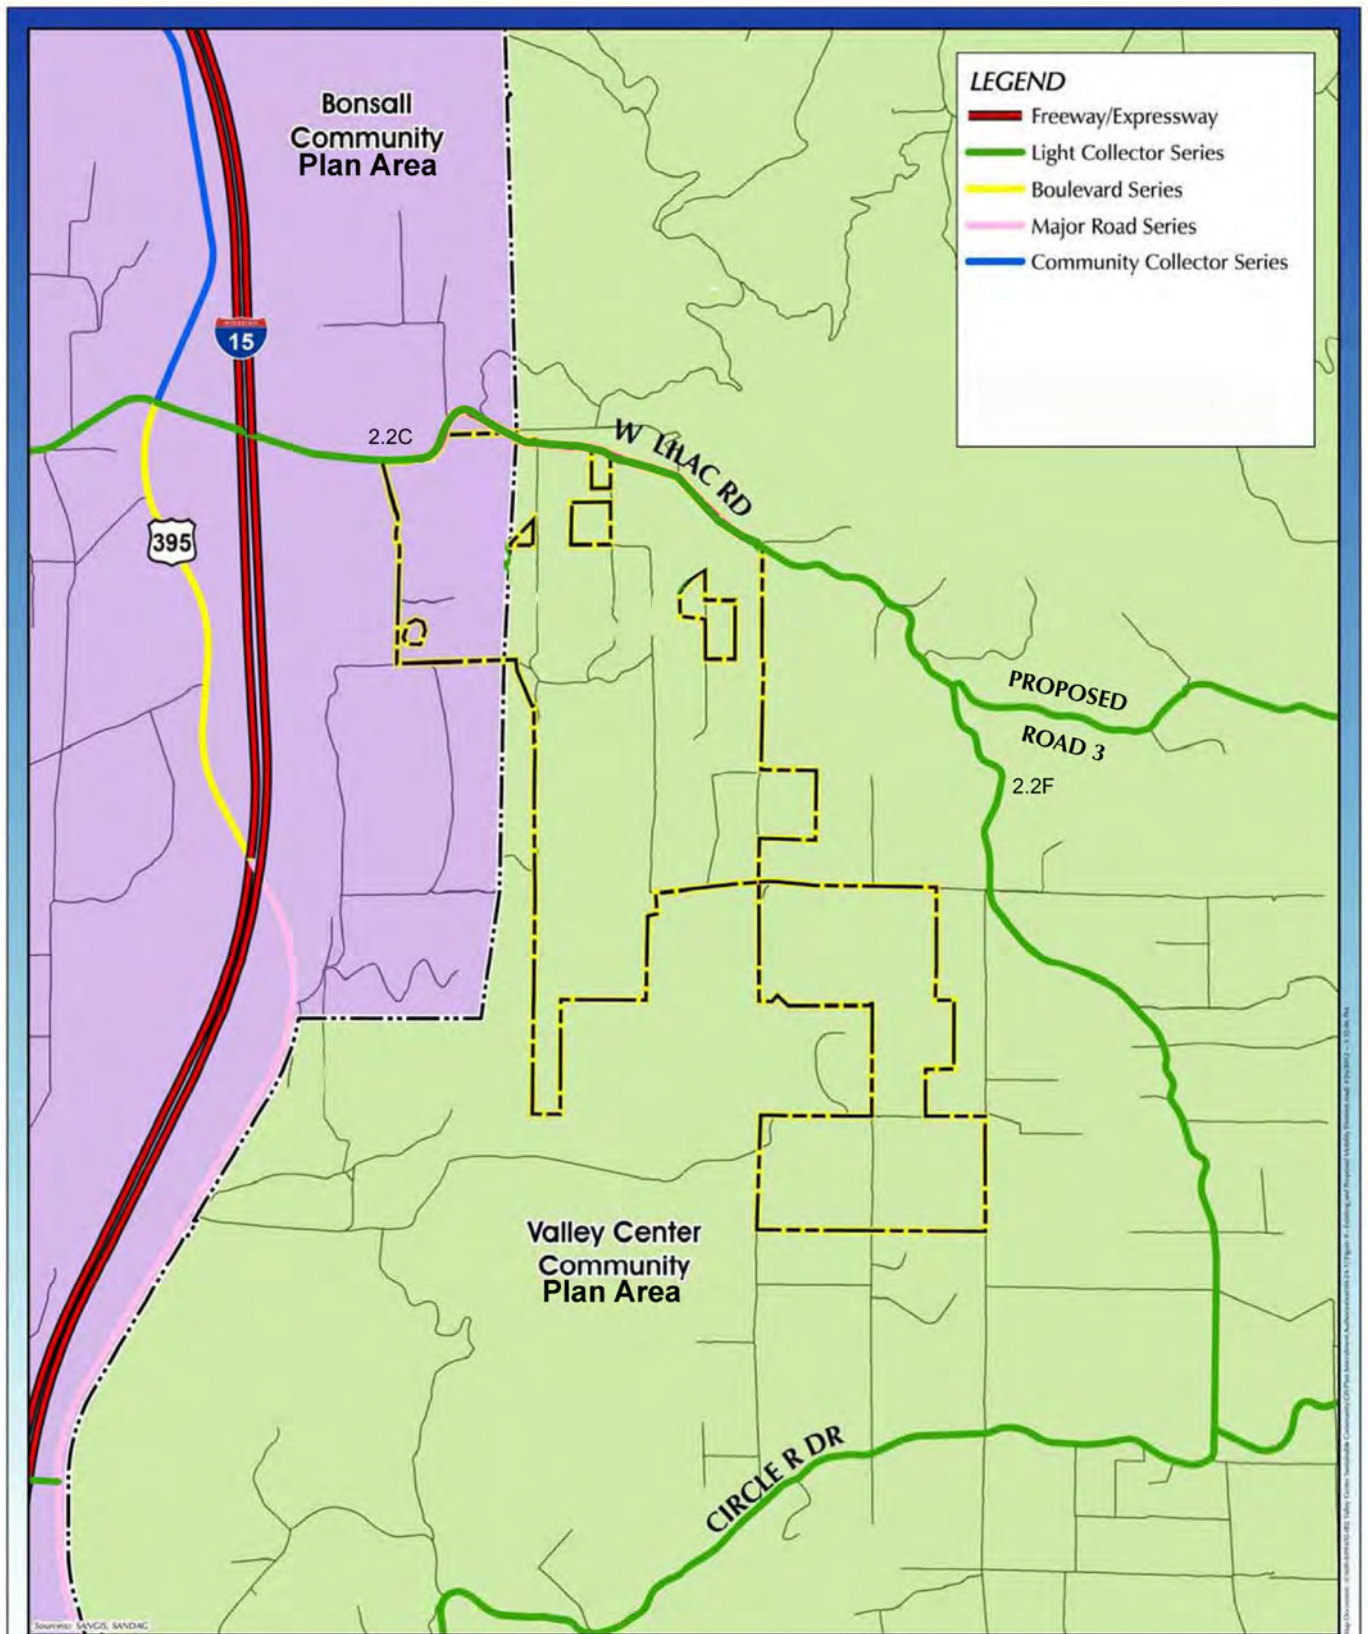 Bonsall
Community
Plan Area
LEGEND
Freeway/Expressway
Light Collector Series
Boulevard Series
Major Road Series
Community Collector Series
15
2.2C
W LILAC RD
395
PROPOSED
ROAD 3
2.2F
Valley Center
Community
Plan Area
CIRCLE R DR
SANGIS, SANDAG